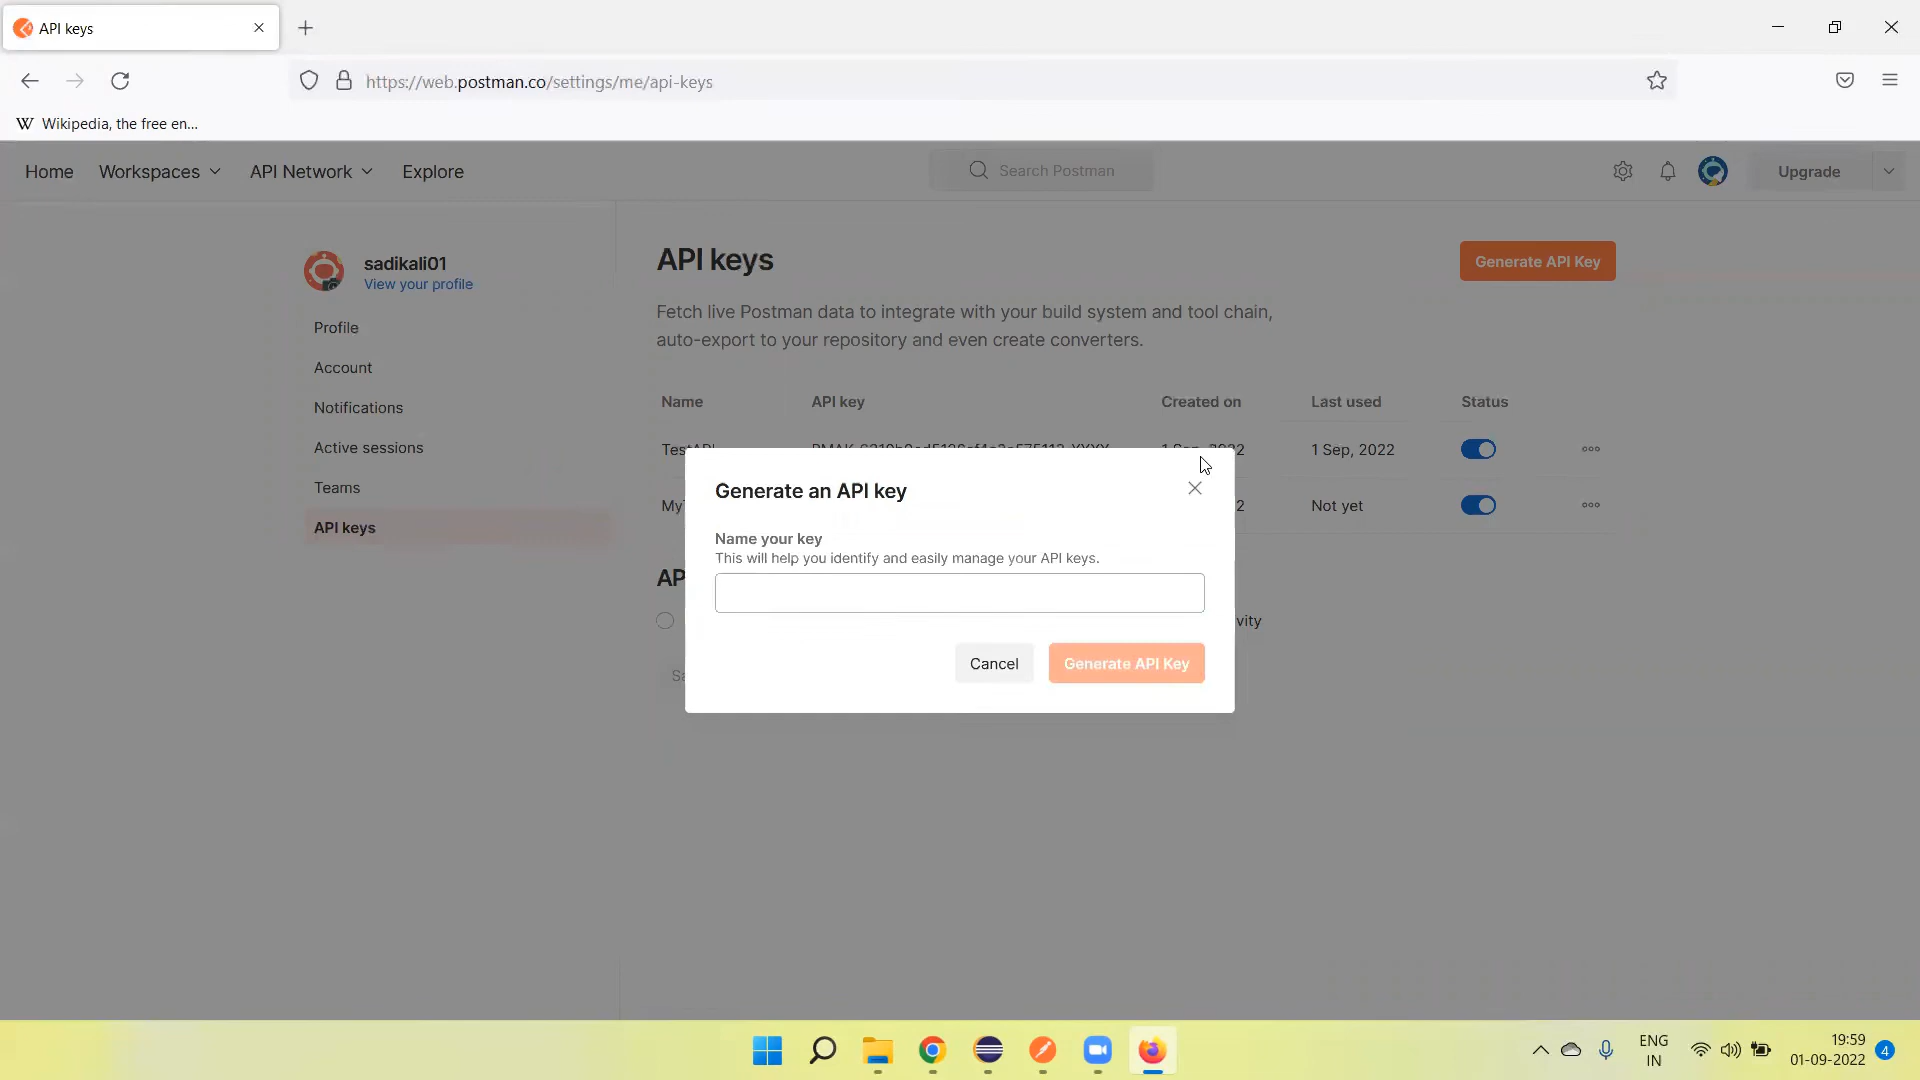 API keys
https://web.postman.co/settings/me/api-keys
W Wikipedia, the free en...
Home Workspaces API Network Explore Search Postman Upgrade
sadikali01
View your profile
Profile
Account
Notifications
Active sessions
Teams
API keys
API keys
Generate API Key
Fetch live Postman data to integrate with your build system and tool chain,
auto-export to your repository and even create converters.
Name API key Created on Last used Status
1 Sep, 2022
My 2 Not yet
AP
vity
Generate an API key
Name your key
This will help you identify and easily manage your API keys.
Cancel Generate API Key
ENG
IN
19:59
01-09-2022
4